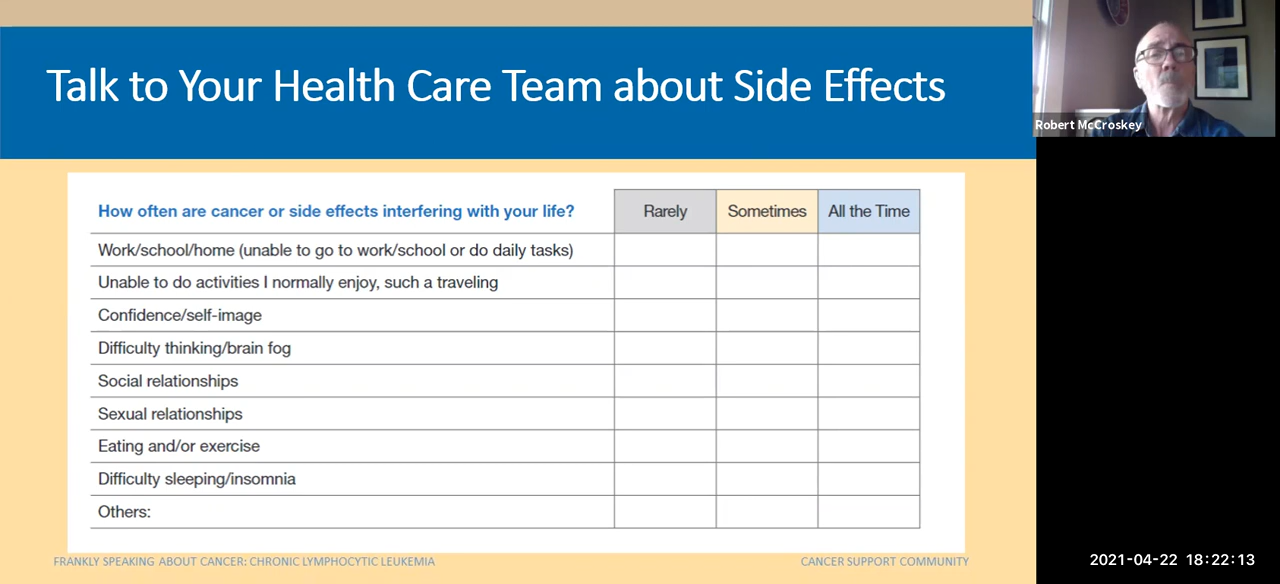 Talk to Your Health Care Team about Side Effects
Robert McCroskey
How often are cancer or side effects interfering with your life? Rarely Sometimes All the Time
Work/school/home (unable to go to work/school or do daily tasks)
Unable to do activities I normally enjoy, such a traveling
Confidence/self-image
Difficulty thinking/brain fog
Social relationships
Sexual relationships
Eating and/or exercise
Difficulty sleeping/insomnia
Others:
FRANKLY SPEAKING ABOUT CANCER: CHRONIC LYMPHOCYTIC LEUKEMIA CANCER SUPPORT COMMUNITY
2021-04-22 18:22:13